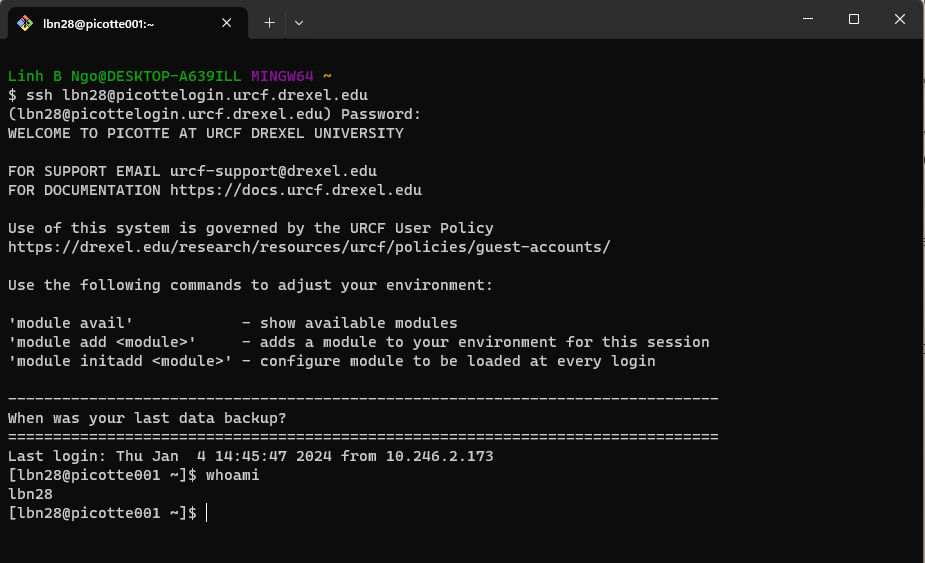 lbn28@picotte001:~
Linh B Ngo@DESKTOP-A639ILL MINGW64 ~
$ ssh lbn28@picottelogin.urcf.drexel.edu
(lbn28@picottelogin.urcf.drexel.edu) Password:
WELCOME TO PICOTTE AT URCF DREXEL UNIVERSITY
FOR SUPPORT EMAIL urcf-support@drexel.edu
FOR DOCUMENTATION https://docs.urcf.drexel.edu
Use of this system is governed by the URCF User Policy
https://drexel.edu/research/resources/urcf/policies/guest-accounts/
Use the following commands to adjust your environment:
'module avail'            - show available modules
'module add <module>'     - adds a module to your environment for this session
'module initadd <module>' - configure module to be loaded at every login
-------------------------------------------------------------------------------
When was your last data backup?
===============================================================================
Last login: Thu Jan  4 14:45:47 2024 from 10.246.2.173
[lbn28@picotte001 ~]$ whoami
lbn28
[lbn28@picotte001 ~]$